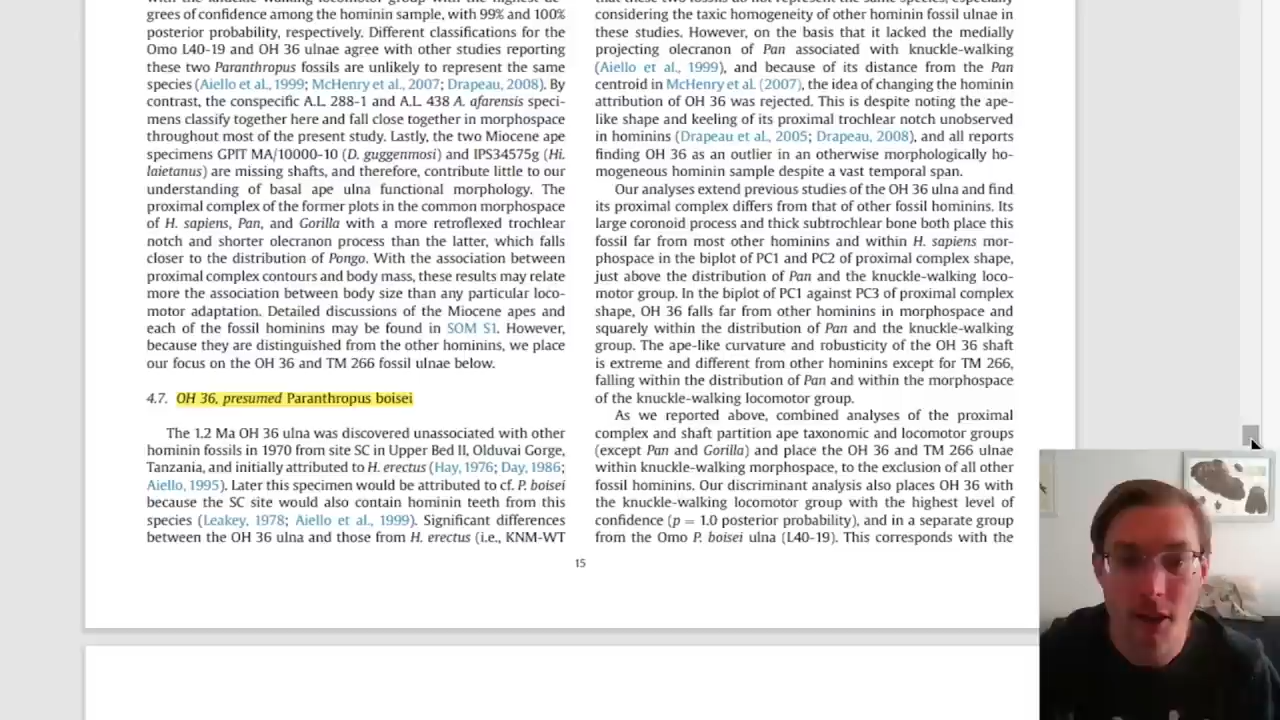 grees of confidence among the hominin sample, with 99% and 100%
posterior probability, respectively. Different classifications for the
Omo L40-19 and OH 36 ulnae agree with other studies reporting
these two Paranthropus fossils are unlikely to represent the same
species (Aiello et al., 1999; McHenry et al., 2007; Drapeau, 2008). By
contrast, the conspecific A.L. 288-1 and A.L. 438 A. afarensis speci-
mens classify together here and fall close together in morphospace
throughout most of the present study. Lastly, the two Miocene ape
specimens GPIT MA/10000-10 (D. guggenmosi) and IPS34575g (Hi.
laietanus) are missing shafts, and therefore, contribute little to our
understanding of basal ape ulna functional morphology. The
proximal complex of the former plots in the common morphospace
of H. sapiens, Pan, and Gorilla with a more retroflexed trochlear
notch and shorter olecranon process than the latter, which falls
closer to the distribution of Pongo. With the association between
proximal complex contours and body mass, these results may relate
more the association between body size than any particular loco-
motor adaptation. Detailed discussions of the Miocene apes and
each of the fossil hominins may be found in SOM S1. However,
because they are distinguished from the other hominins, we place
our focus on the OH 36 and TM 266 fossil ulnae below.
4.7. OH 36, presumed Paranthropus boisei
The 1.2 Ma OH 36 ulna was discovered unassociated with other
hominin fossils in 1970 from site SC in Upper Bed II, Olduvai Gorge,
Tanzania, and initially attributed to H. erectus (Hay, 1976; Day, 1986;
Aiello, 1995). Later this specimen would be attributed to cf. P. boisei
because the SC site would also contain hominin teeth from this
species (Leakey, 1978; Aiello et al., 1999). Significant differences
between the OH 36 ulna and those from H. erectus (i.e., KNM-WT
these studies. However, on the basis that it lacked the medially
projecting olecranon of Pan associated with knuckle-walking
(Aiello et al., 1999), and because of its distance from the Pan
centroid in McHenry et al. (2007), the idea of changing the hominin
attribution of OH 36 was rejected. This is despite noting the ape-
like shape and keeling of its proximal trochlear notch unobserved
in hominins (Drapeau et al., 2005; Drapeau, 2008), and all reports
finding OH 36 as an outlier in an otherwise morphologically ho-
mogeneous hominin sample despite a vast temporal span.
Our analyses extend previous studies of the OH 36 ulna and find
its proximal complex differs from that of other fossil hominins. Its
large coronoid process and thick subtrochlear bone both place this
fossil far from most other hominins and within H. sapiens mor-
phospace in the biplot of PC1 and PC2 of proximal complex shape,
just above the distribution of Pan and the knuckle-walking loco-
motor group. In the biplot of PC1 against PC3 of proximal complex
shape, OH 36 falls far from other hominins in morphospace and
squarely within the distribution of Pan and the knuckle-walking
group. The ape-like curvature and robusticity of the OH 36 shaft
is extreme and different from other hominins except for TM 266,
falling within the distribution of Pan and within the morphospace
of the knuckle-walking locomotor group.
As we reported above, combined analyses of the proximal
complex and shaft partition ape taxonomic and locomotor groups
(except Pan and Gorilla) and place the OH 36 and TM 266 ulnae
within knuckle-walking morphospace, to the exclusion of all other
fossil hominins. Our discriminant analysis also places OH 36 with
the knuckle-walking locomotor group with the highest level of
confidence (p = 1.0 posterior probability), and in a separate group
from the Omo P. boisei ulna (L40-19). This corresponds with the
15